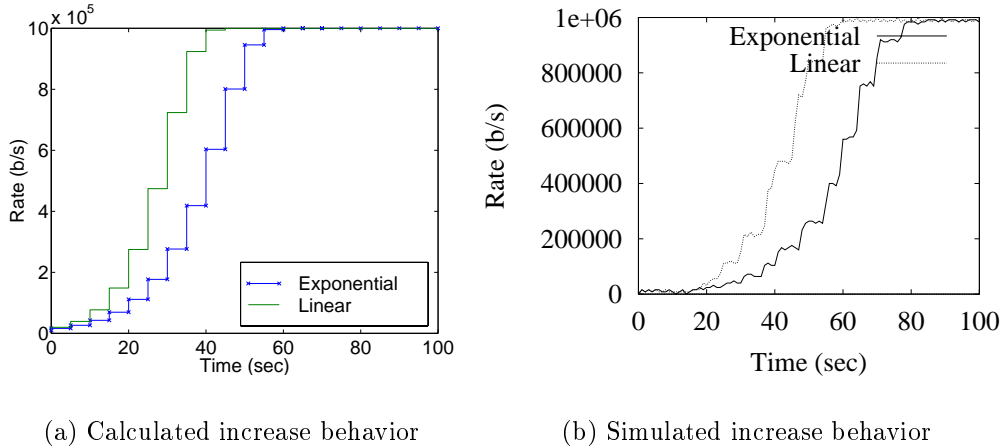 x 10^5
10
8
6
4
2
0
Rate (b/s)
0 20 40 60 80 100
Time (sec)
Exponential
Linear
(a) Calculated increase behavior
1e+06
800000
600000
400000
200000
0
Rate (b/s)
0 20 40 60 80 100
Time (sec)
Exponential
Linear
(b) Simulated increase behavior